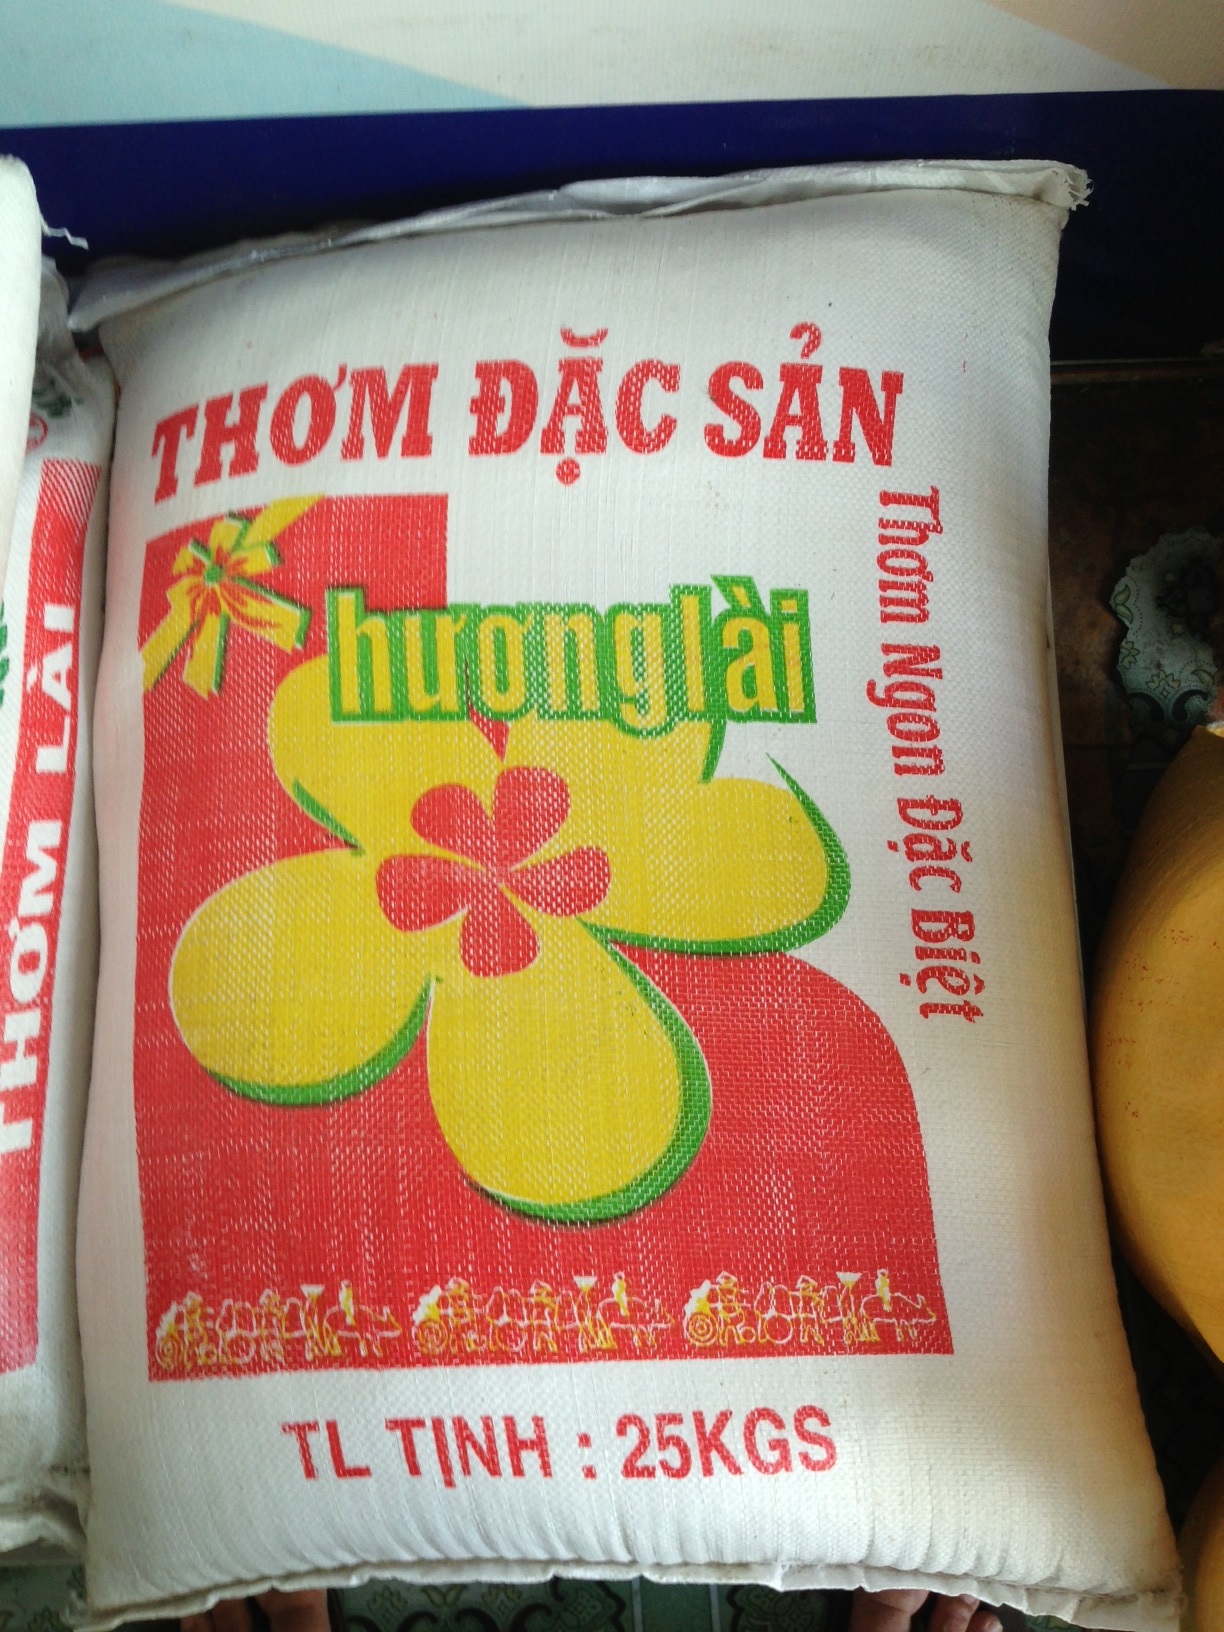 THƠM LÀI
THƠM ĐẶC SẢN
hương lài
Thơm Ngon Đặc Biệt
TL TỊNH : 25KGS